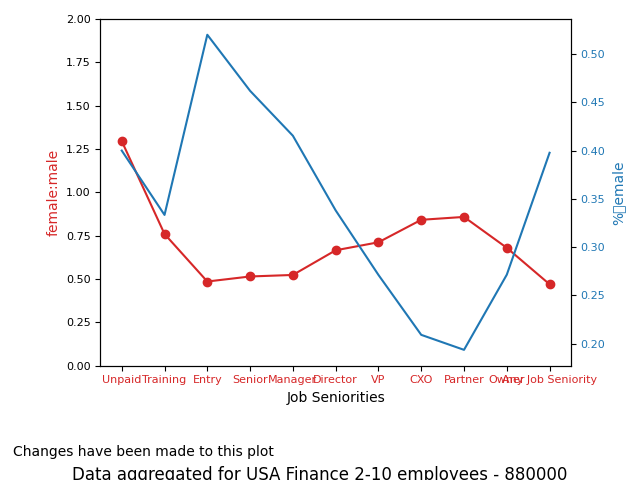 2.00
1.75
1.50
1.25
1.00
0.75
0.50
0.25
0.00
female:male
0.50
0.45
0.40
0.35
0.30
0.25
0.20
%▯emale
Unpaid Training Entry Senior Manager Director VP CXO Partner Owner Any Job Seniority
Job Seniorities
Changes have been made to this plot
Data aggregated for USA Finance 2-10 employees - 880000